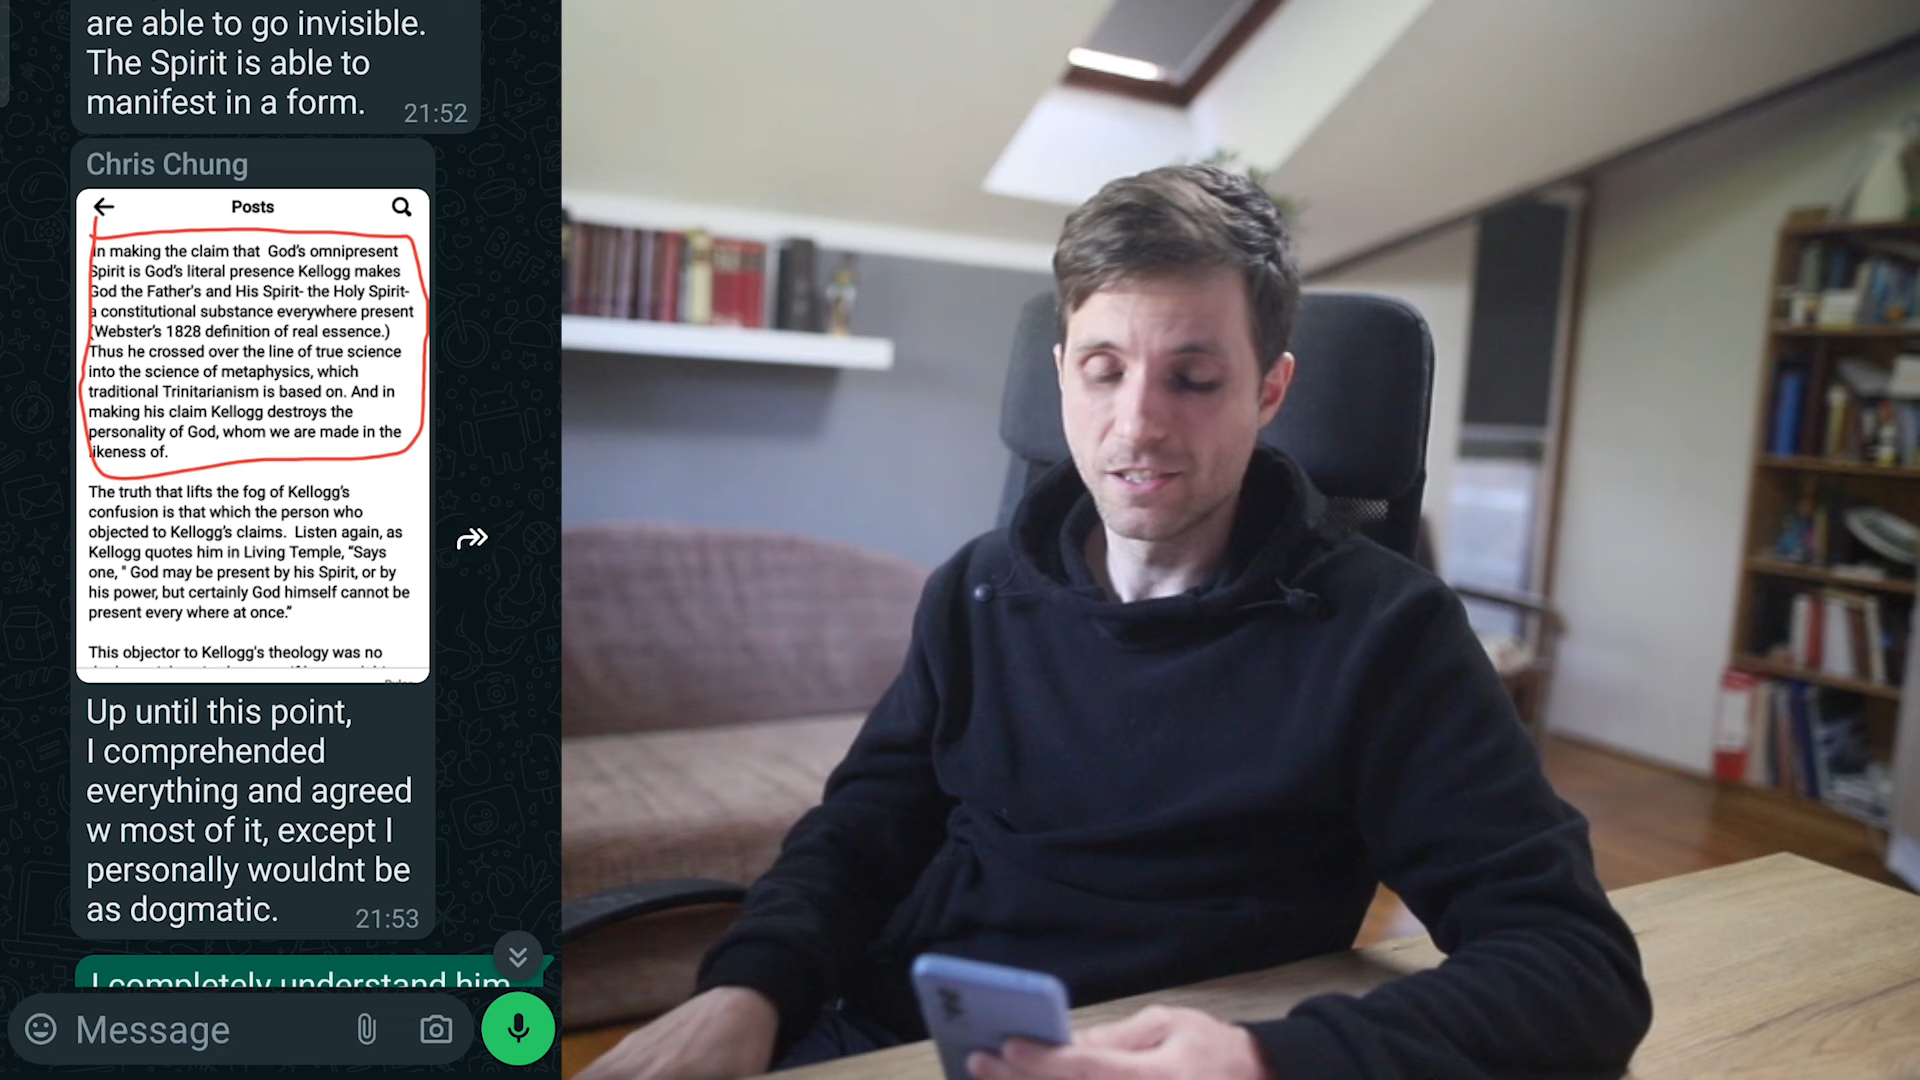 are able to go invisible.
The Spirit is able to
manifest in a form. 21:52
Chris Chung
Posts
In making the claim that God's omnipresent
Spirit is God's literal presence Kellogg makes
God the Father's and His Spirit- the Holy Spirit-
a constitutional substance everywhere present
(Webster's 1828 definition of real essence.)
Thus he crossed over the line of true science
into the science of metaphysics, which
traditional Trinitarianism is based on. And in
making his claim Kellogg destroys the
personality of God, whom we are made in the
likeness of.
The truth that lifts the fog of Kellogg's
confusion is that which the person who
objected to Kellogg's claims. Listen again, as
Kellogg quotes him in Living Temple, "Says
one, " God may be present by his Spirit, or by
his power, but certainly God himself cannot be
present every where at once."
This objector to Kellogg's theology was no
Up until this point,
I comprehended
everything and agreed
w most of it, except I
personally wouldnt be
as dogmatic. 21:53
I completely understand him
Message